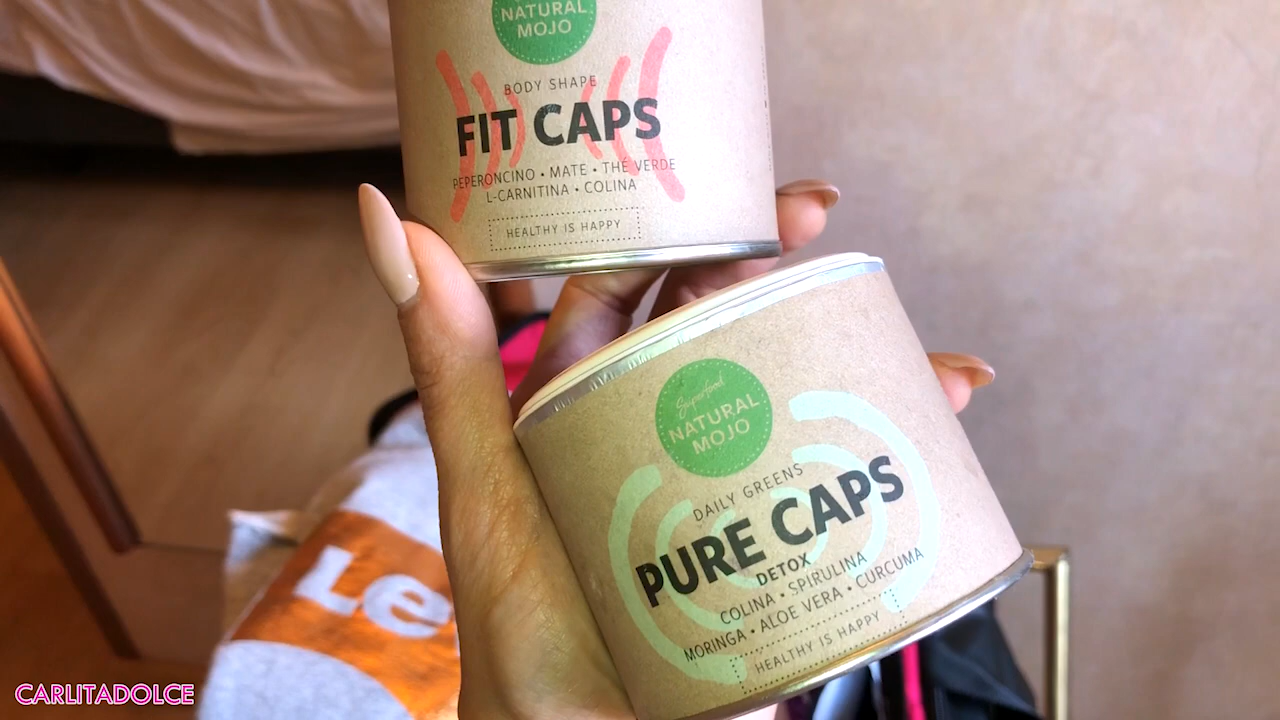 NATURAL
MOJO
BODY SHAPE
FIT CAPS
PEPERONCINO • MATE • THÉ VERDE
L-CARNITINA • COLINA
HEALTHY IS HAPPY
Superfood
NATURAL
MOJO
DAILY GREENS
PURE CAPS
DETOX
COLINA • SPIRULINA
MORINGA • ALOE VERA • CURCUMA
HEALTHY IS HAPPY
Le
CARLITADOLCE